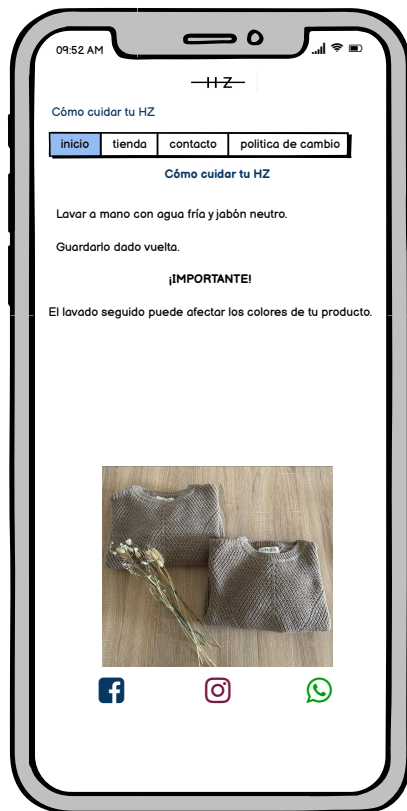 09:52 AM
HZ
Cómo cuidar tu HZ
inicio tienda contacto politica de cambio
Cómo cuidar tu HZ
Lavar a mano con agua fría y jabón neutro.
Guardarlo dado vuelta.
¡IMPORTANTE!
El lavado seguido puede afectar los colores de tu producto.